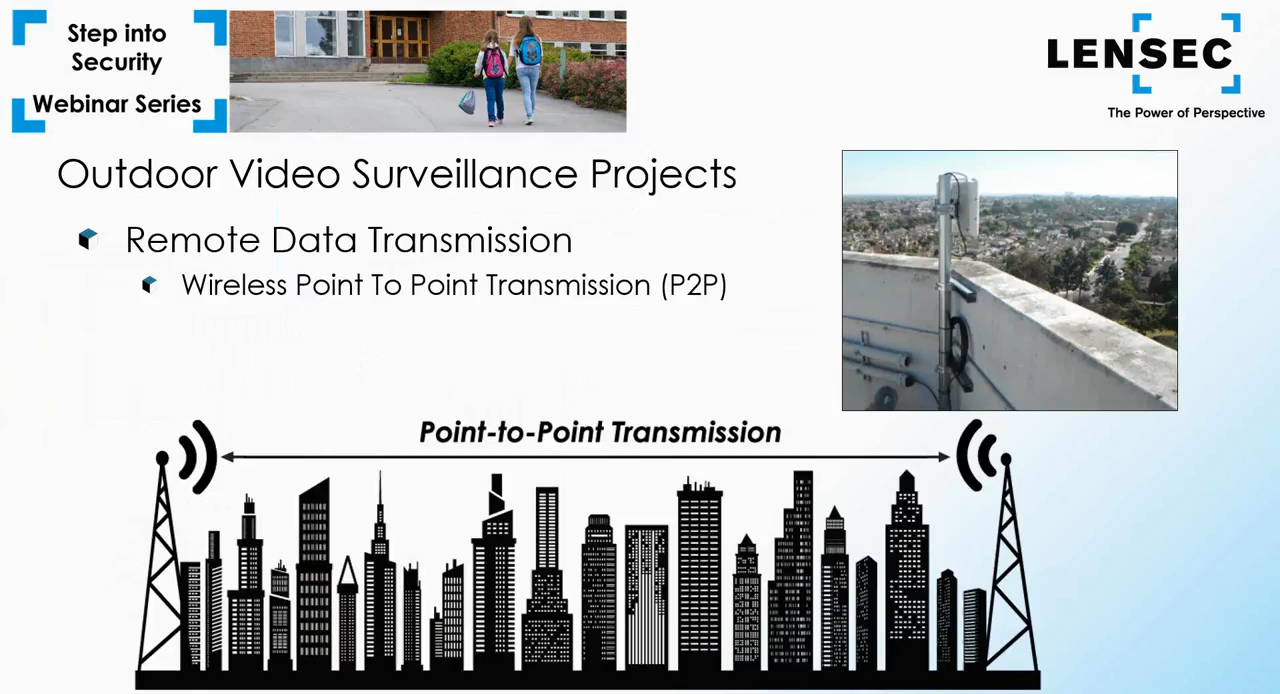 Step into
Security
Webinar Series
LENSEC
The Power of Perspective
Outdoor Video Surveillance Projects
Remote Data Transmission
Wireless Point To Point Transmission (P2P)
Point-to-Point Transmission